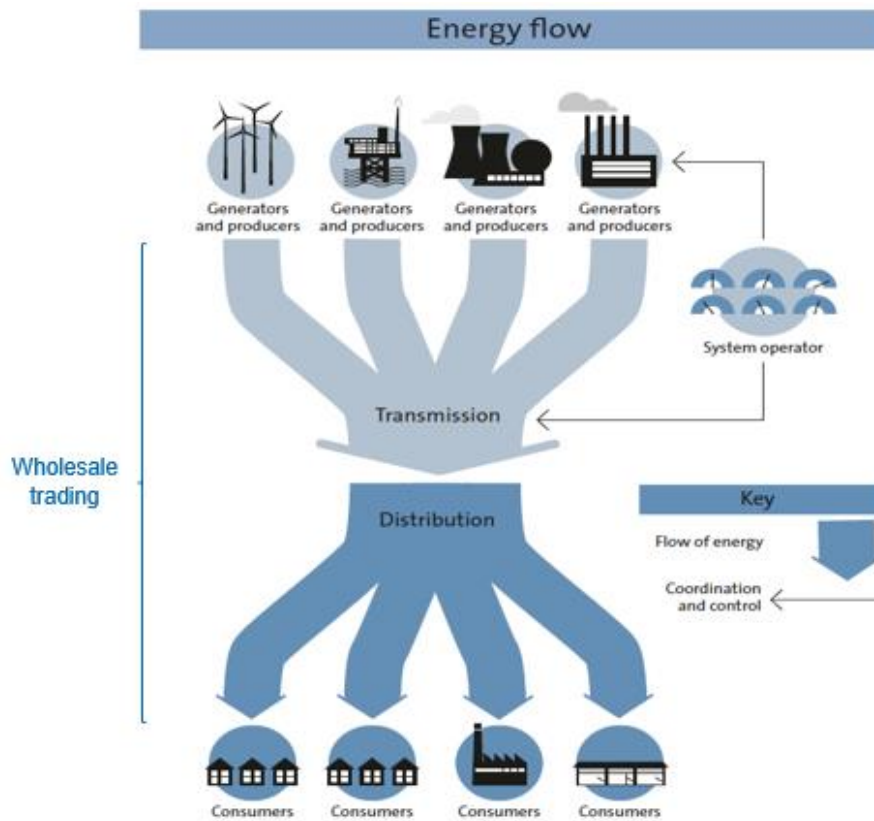 Energy flow
Generators
and producers
Generators
and producers
Generators
and producers
Generators
and producers
System operator
Transmission
Wholesale
trading
Distribution
Key
Flow of energy
Coordination
and control
Consumers
Consumers
Consumers
Consumers